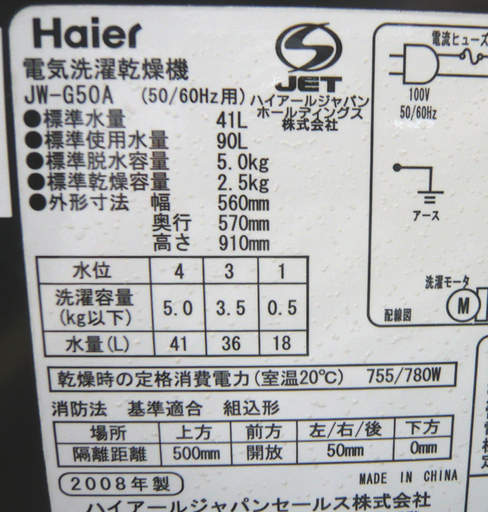 Haier
JET
電気洗濯乾燥機
JW-G50A (50/60Hz用)
ハイアールジャパン
ホールディングス
株式会社
●標準水量 41L
●標準使用水量 90L
●標準脱水容量 5.0kg
●標準乾燥容量 2.5kg
●外形寸法 幅 560mm
奥行 570mm
高さ 910mm
水位 4 3 1
洗濯容量 (kg以下) 5.0 3.5 0.5
水量(L) 41 36 18
乾燥時の定格消費電力(室温20℃) 755/780W
消防法 基準適合 組込形
場所 上方 前方 左/右/後 下方
隔離距離 500mm 開放 50mm 0mm
2008年製
MADE IN CHINA
ハイアールジャパンセールス株式会社
電流ヒューズ
100V
50/60Hz
アース
洗濯モータ
M
配線図